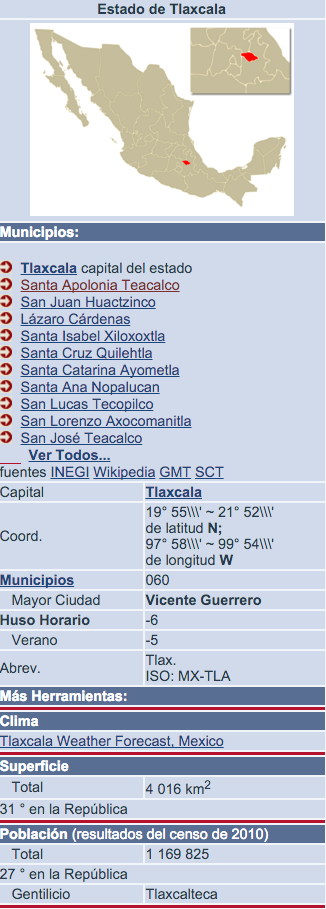 Estado de Tlaxcala
Municipios:
Tlaxcala capital del estado
Santa Apolonia Teacalco
San Juan Huactzinco
Lázaro Cárdenas
Santa Isabel Xiloxoxtla
Santa Cruz Quilehtla
Santa Catarina Ayometla
Santa Ana Nopalucan
San Lucas Tecopilco
San Lorenzo Axocomanitla
San José Teacalco
Ver Todos...
fuentes INEGI Wikipedia GMT SCT
Capital Tlaxcala
Coord. 19° 55\\\' ~ 21° 52\\\'
de latitud N;
97° 58\\\' ~ 99° 54\\\'
de longitud W
Municipios 060
Mayor Ciudad Vicente Guerrero
Huso Horario -6
Verano -5
Abrev. Tlax.
ISO: MX-TLA
Más Herramientas:
Clima
Tlaxcala Weather Forecast, Mexico
Superficie
Total 4 016 km2
31 ° en la República
Población (resultados del censo de 2010)
Total 1 169 825
27 ° en la República
Gentilicio Tlaxcalteca